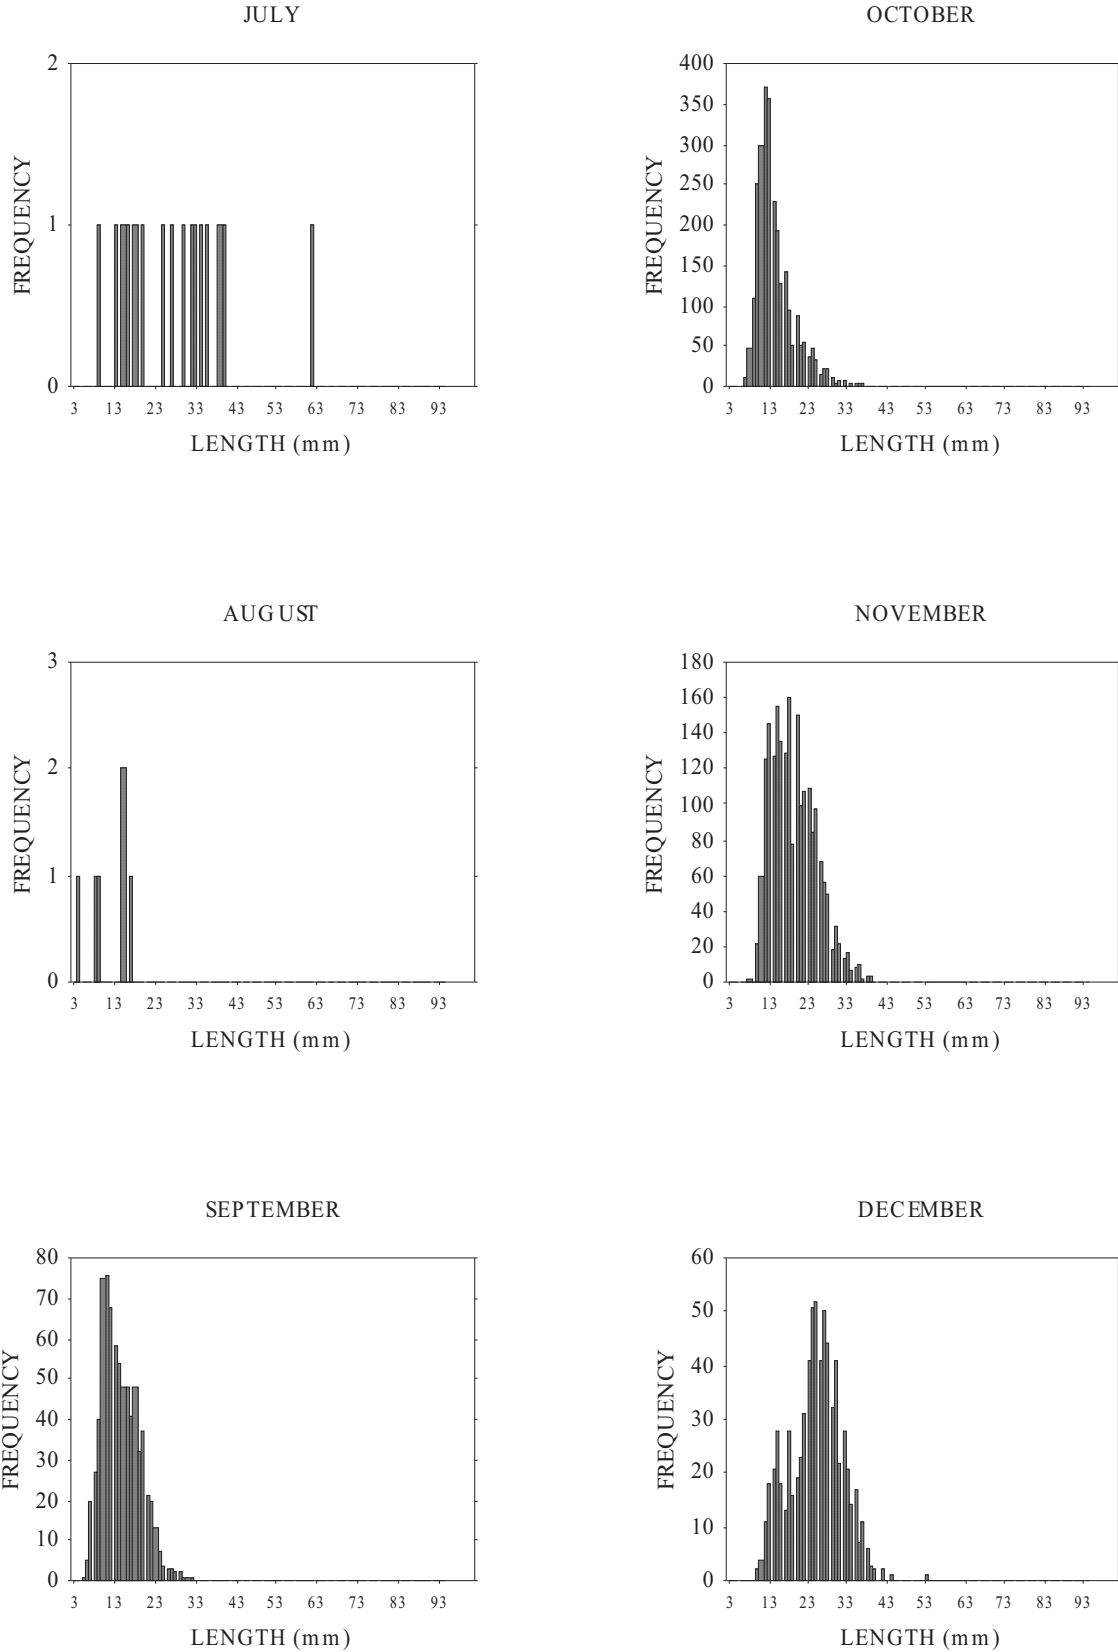 JULY
2
1
0
FREQUENCY
3 13 23 33 43 53 63 73 83 93
LENGTH (mm)
OCTOBER
400
350
300
250
200
150
100
50
0
FREQUENCY
3 13 23 33 43 53 63 73 83 93
LENGTH (mm)
AUGUST
3
2
1
0
FREQUENCY
3 13 23 33 43 53 63 73 83 93
LENGTH (mm)
NOVEMBER
180
160
140
120
100
80
60
40
20
0
FREQUENCY
3 13 23 33 43 53 63 73 83 93
LENGTH (mm)
SEPTEMBER
80
70
60
50
40
30
20
10
0
FREQUENCY
3 13 23 33 43 53 63 73 83 93
LENGTH (mm)
DECEMBER
60
50
40
30
20
10
0
FREQUENCY
3 13 23 33 43 53 63 73 83 93
LENGTH (mm)